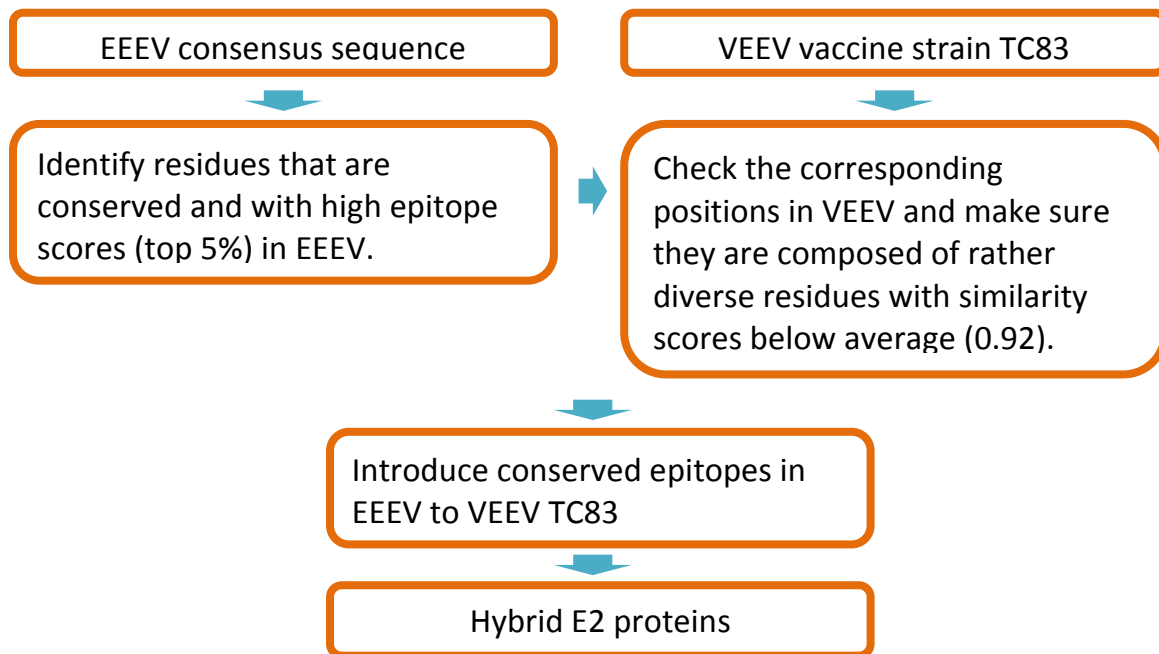 EEEV consensus sequence
VEEV vaccine strain TC83
Identify residues that are
conserved and with high epitope
scores (top 5%) in EEEV.
Check the corresponding
positions in VEEV and make sure
they are composed of rather
diverse residues with similarity
scores below average (0.92).
Introduce conserved epitopes in
EEEV to VEEV TC83
Hybrid E2 proteins